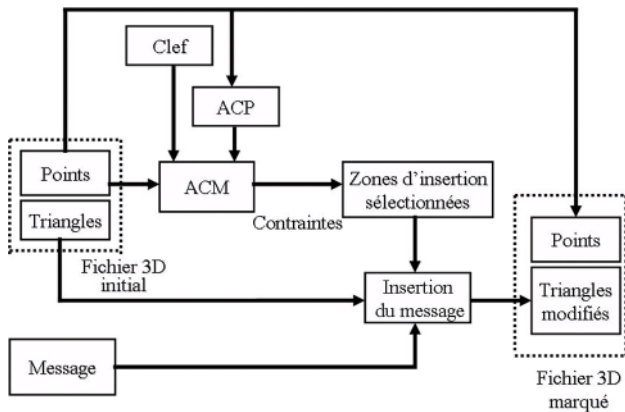 Clef
ACP
Points
ACM
Zones d'insertion
sélectionnées
Triangles
Contraintes
Points
Fichier 3D
initial
Insertion
du message
Triangles
modifiés
Message
Fichier 3D
marqué